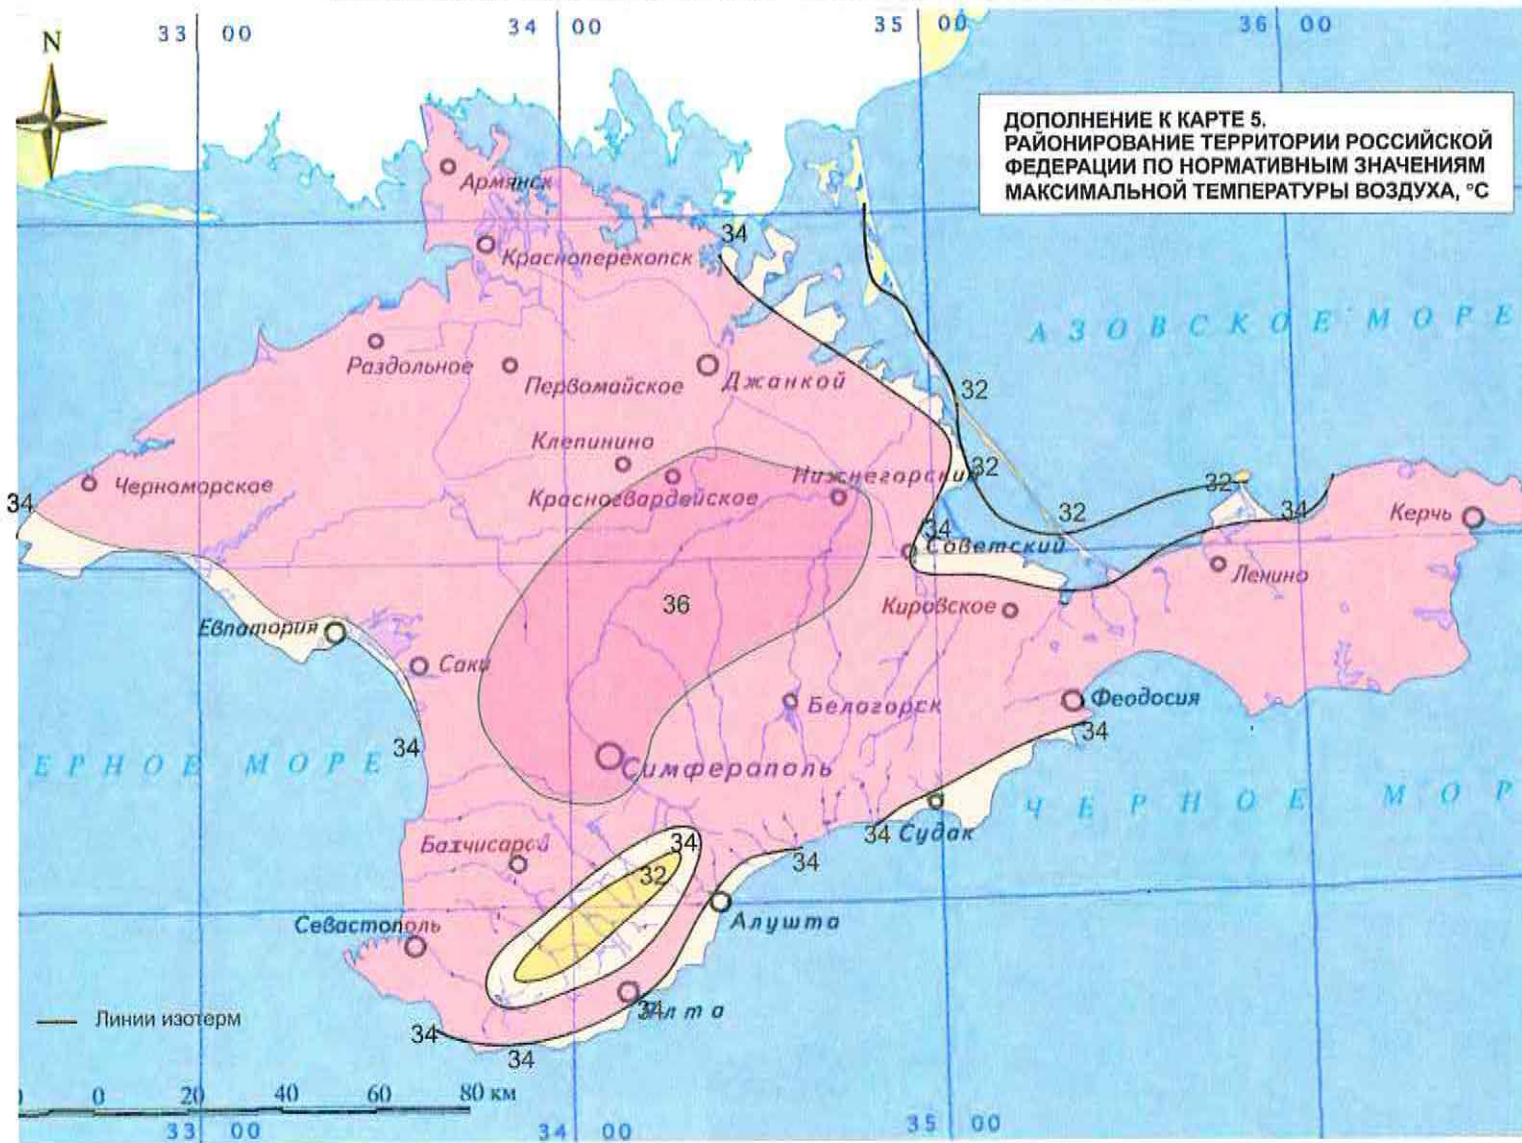 33 00
34 00
35 00
36 00
N
ДОПОЛНЕНИЕ К КАРТЕ 5.
РАЙОНИРОВАНИЕ ТЕРРИТОРИИ РОССИЙСКОЙ
ФЕДЕРАЦИИ ПО НОРМАТИВНЫМ ЗНАЧЕНИЯМ
МАКСИМАЛЬНОЙ ТЕМПЕРАТУРЫ ВОЗДУХА, °С
Армянск
34
Красноперекопск
АЗОВСКОЕ МОРЕ
Раздольное
Первомайское
Джанкой
32
Клепинино
Нижнегорский
32
34
Черноморское
Красногвардейское
32
32
34
Керчь
34
Советский
Ленино
36
Кировское
Евпатория
Саки
Белогорск
Феодосия
34
34
ЕРНОЕ МОРЕ
Симферополь
ЧЕРНОЕ МОР
34
Судак
Бахчисарай
34
34
32
Севастополь
Алушта
34
Ялта
Линии изотерм
34
34
0 20 40 60 80 км
33 00
34 00
35 00